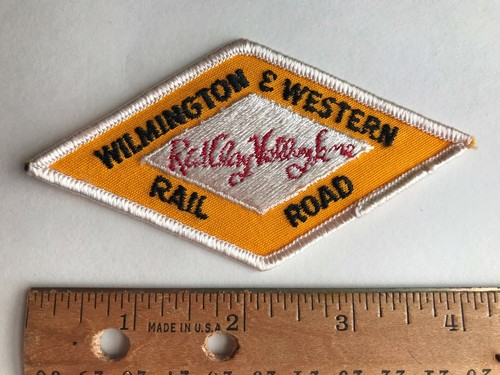 WILMINGTON & WESTERN
Red Clay Valley Line
RAIL ROAD
1 MADE IN U.S.A 2 3 4